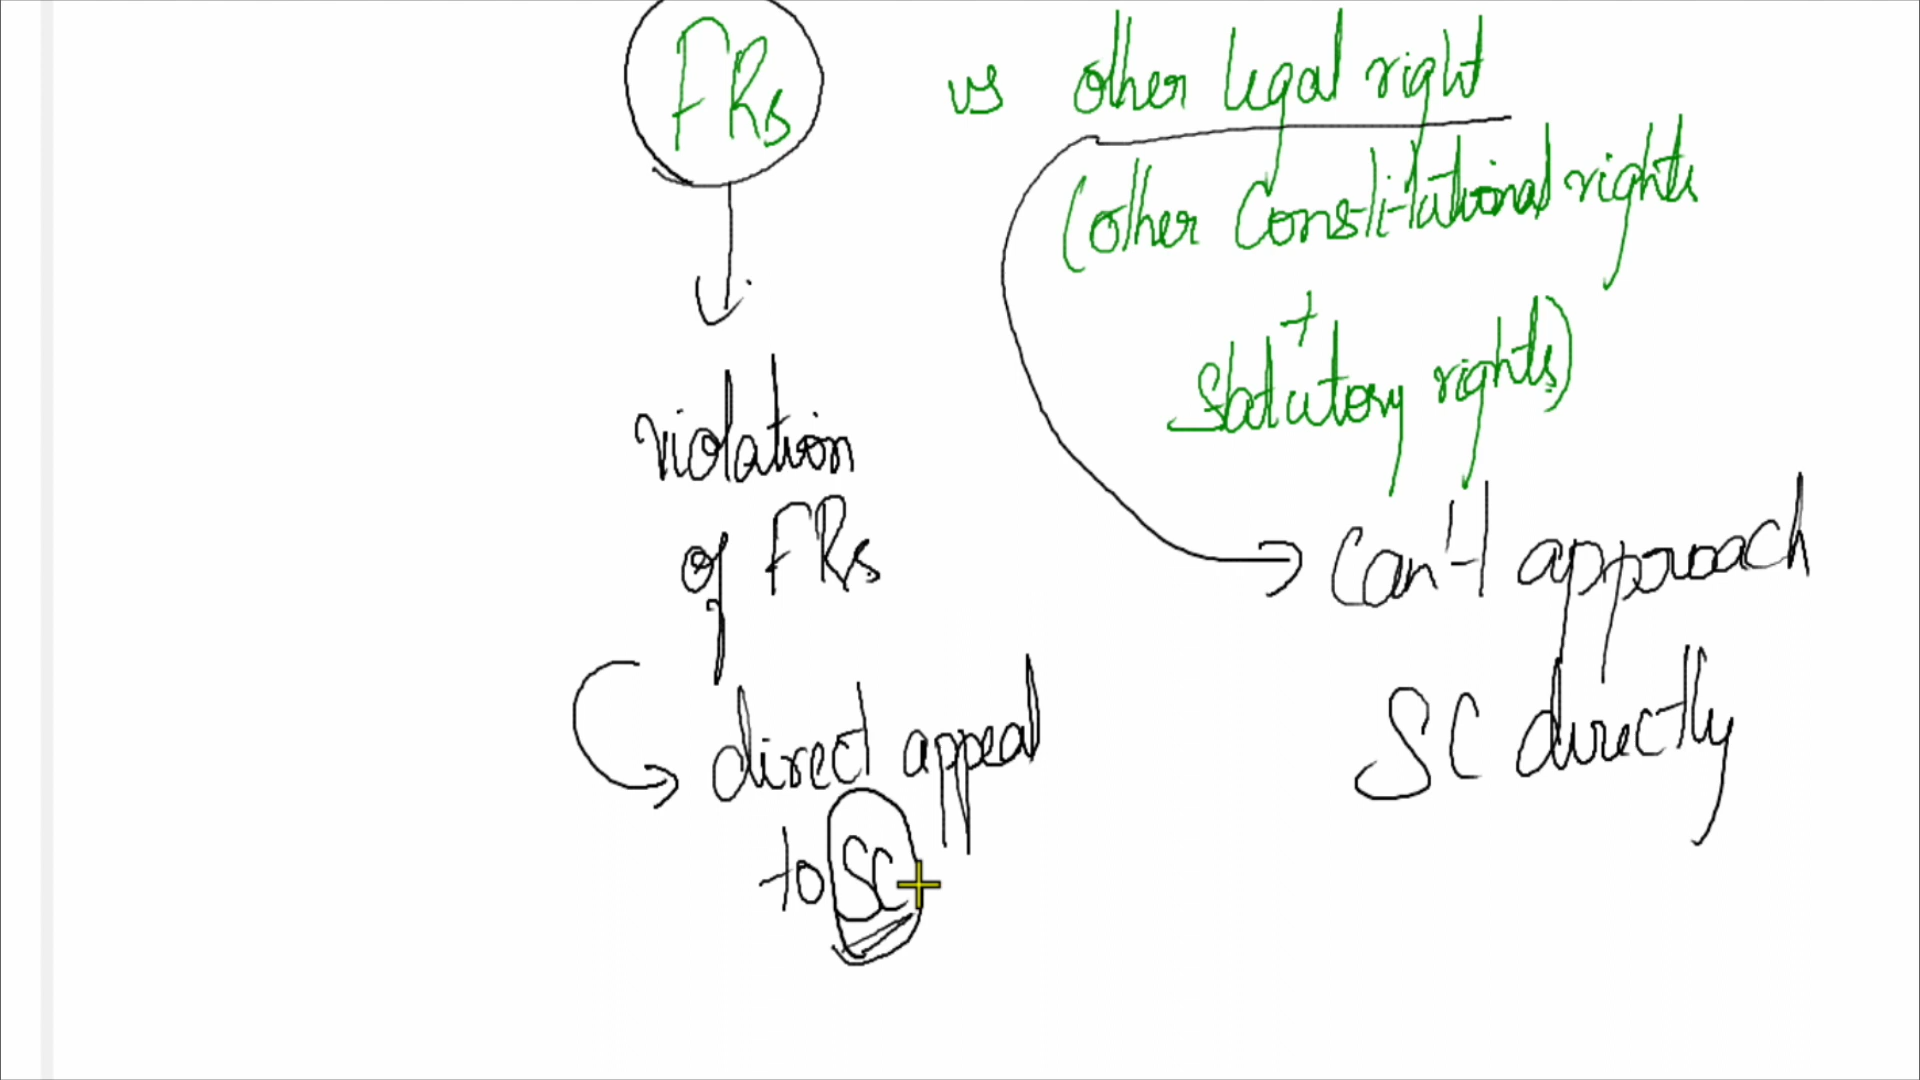 FRs vs other legal right
(other Constitutional rights
+
Statutory rights)
violation
of FRs
direct appeal
to SC
can't approach
SC directly